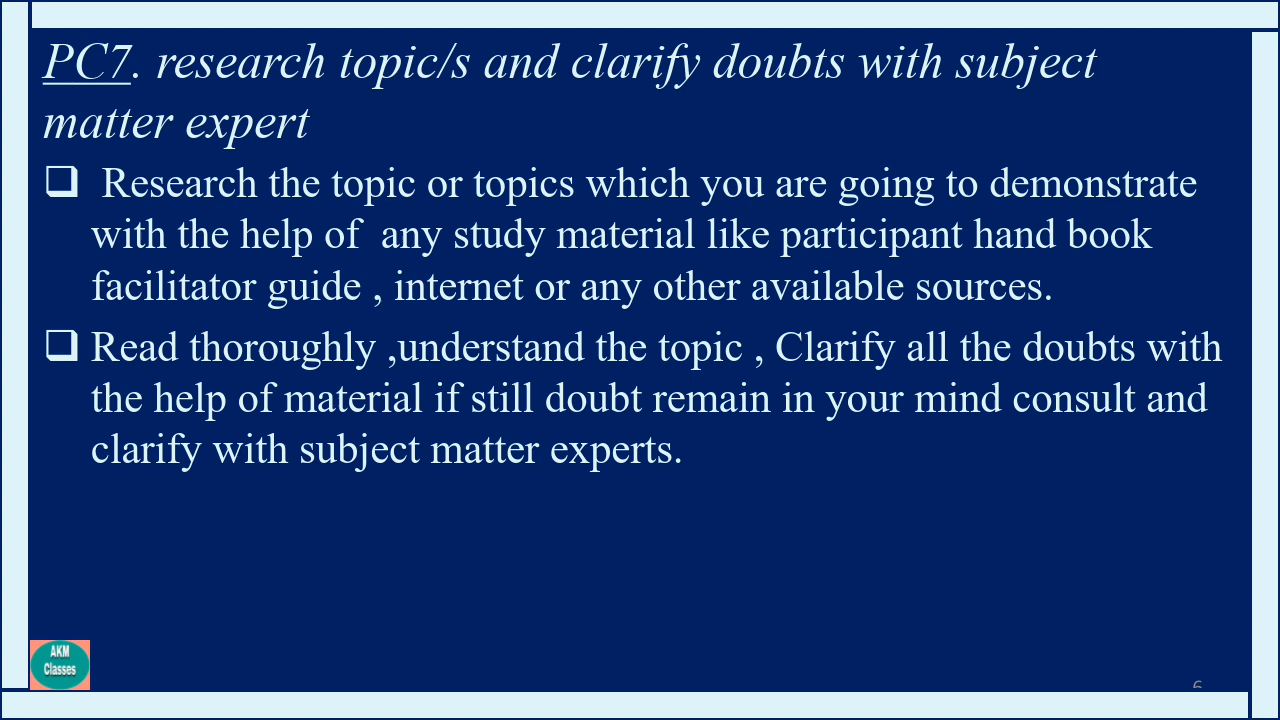 PC7. research topic/s and clarify doubts with subject
matter expert
❑ Research the topic or topics which you are going to demonstrate
with the help of any study material like participant hand book
facilitator guide , internet or any other available sources.
❑ Read thoroughly ,understand the topic , Clarify all the doubts with
the help of material if still doubt remain in your mind consult and
clarify with subject matter experts.
AKM
Classes
6